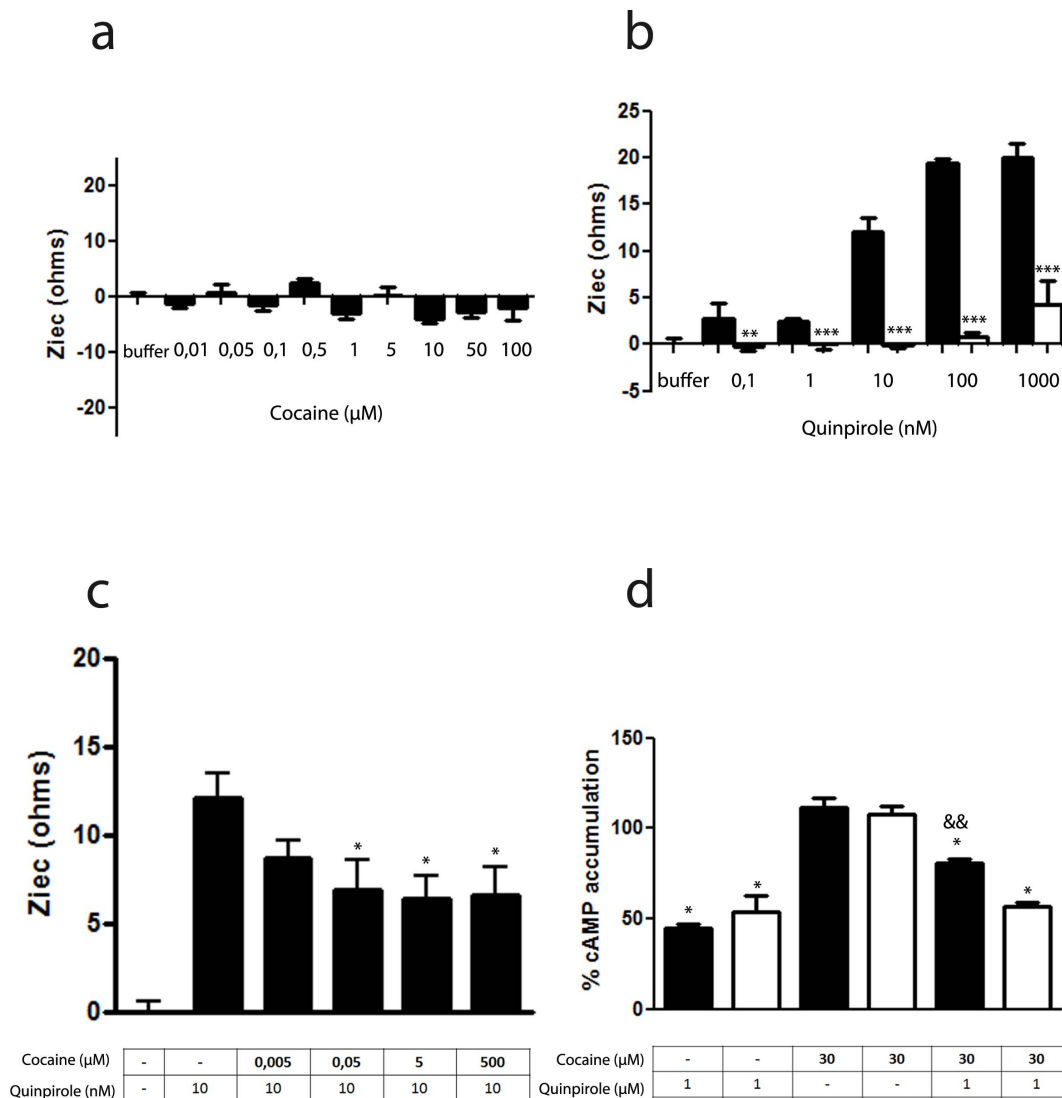 a
20
10
0
-10
-20
Ziec (ohms)
buffer 0,01 0,05 0,1 0,5 1 5 10 50 100
Cocaine (µM)
b
25
20
15
10
5
0
-5
Ziec (ohms)
** *** *** *** ***
buffer 0,1 1 10 100 1000
Quinpirole (nM)
c
20
15
10
5
0
Ziec (ohms)
* * *
Cocaine (µM) - - 0,005 0,05 5 500
Quinpirole (nM) - 10 10 10 10 10
d
150
100
50
0
% cAMP accumulation
&&
* * * *
Cocaine (µM) - - 30 30 30 30
Quinpirole (µM) 1 1 - - 1 1